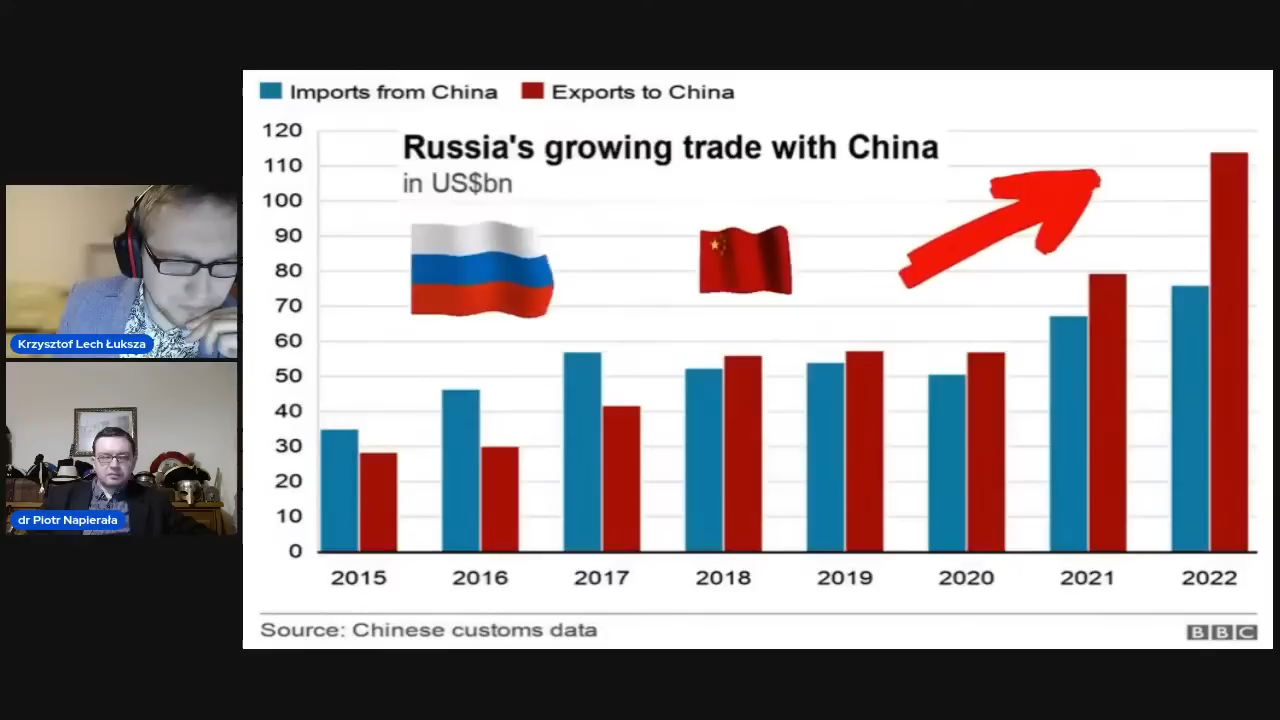 Imports from China Exports to China
Russia's growing trade with China
in US$bn
120
110
100
90
80
70
60
50
40
30
20
10
0
2015 2016 2017 2018 2019 2020 2021 2022
Source: Chinese customs data
BBC
Krzysztof Lech Łuksza
dr Piotr Napierała